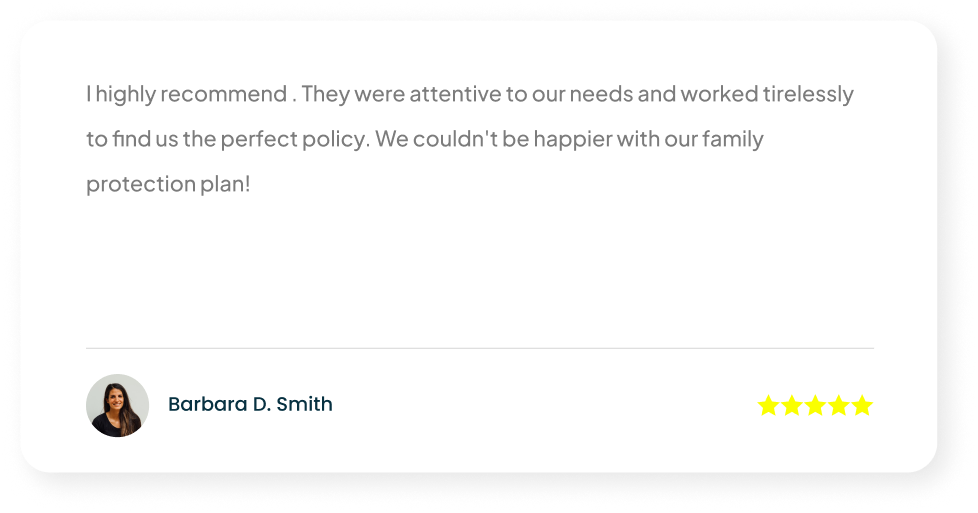 I highly recommend . They were attentive to our needs and worked tirelessly
to find us the perfect policy. We couldn't be happier with our family
protection plan!
Barbara D. Smith